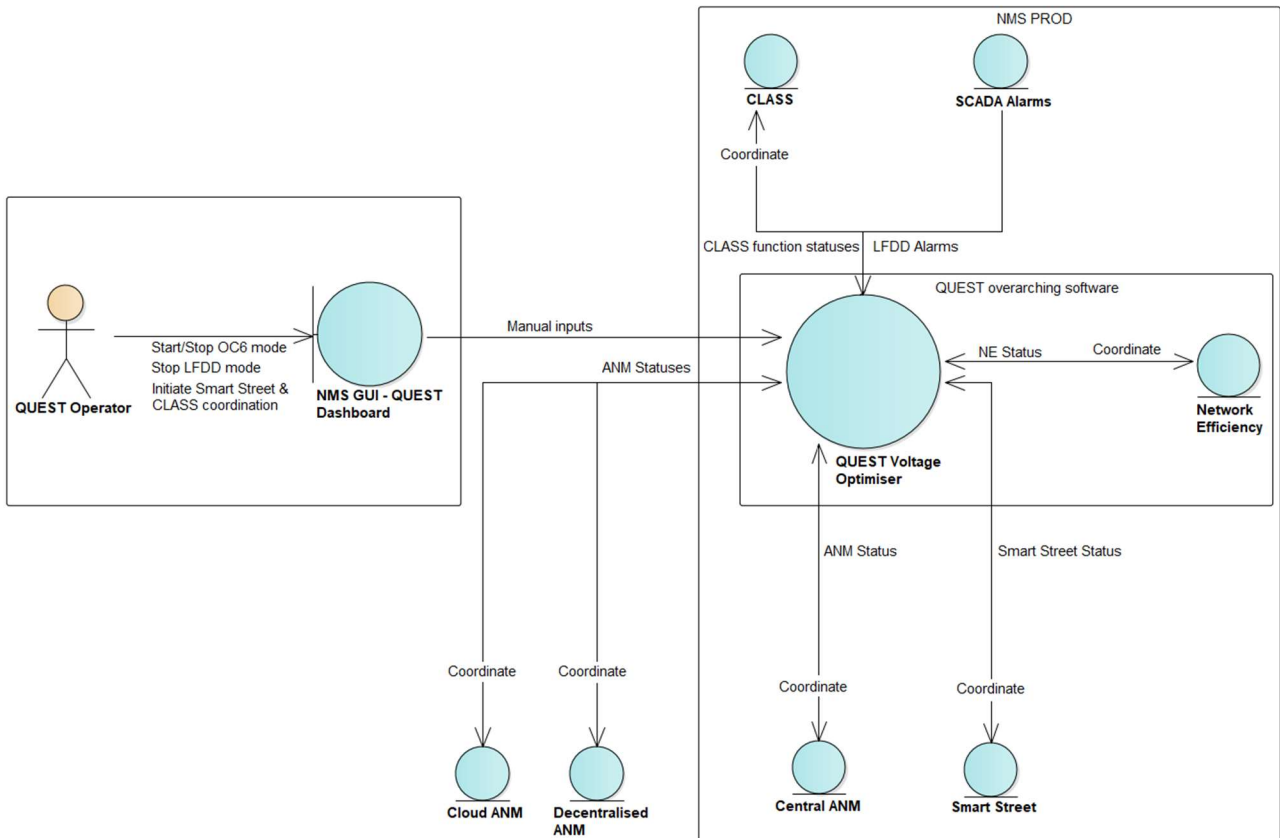 NMS PROD
CLASS
SCADA Alarms
Coordinate
CLASS function statuses
LFDD Alarms
QUEST overarching software
Start/Stop OC6 mode
Stop LFDD mode
Initiate Smart Street &
CLASS coordination
QUEST Operator
NMS GUI - QUEST
Dashboard
Manual inputs
ANM Statuses
NE Status
Coordinate
Network
Efficiency
QUEST Voltage
Optimiser
ANM Status
Smart Street Status
Coordinate
Coordinate
Coordinate
Coordinate
Cloud ANM
Decentralised
ANM
Central ANM
Smart Street